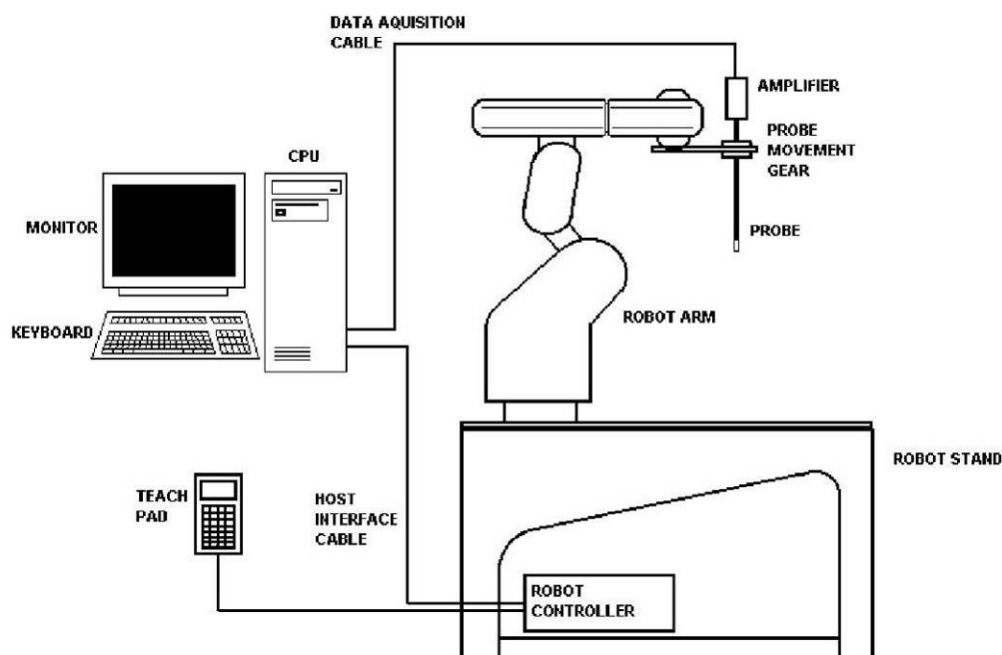 DATA AQUISITION
CABLE
AMPLIFIER
PROBE
MOVEMENT
GEAR
CPU
MONITOR
PROBE
KEYBOARD
ROBOT ARM
ROBOT STAND
TEACH
PAD
HOST
INTERFACE
CABLE
ROBOT
CONTROLLER